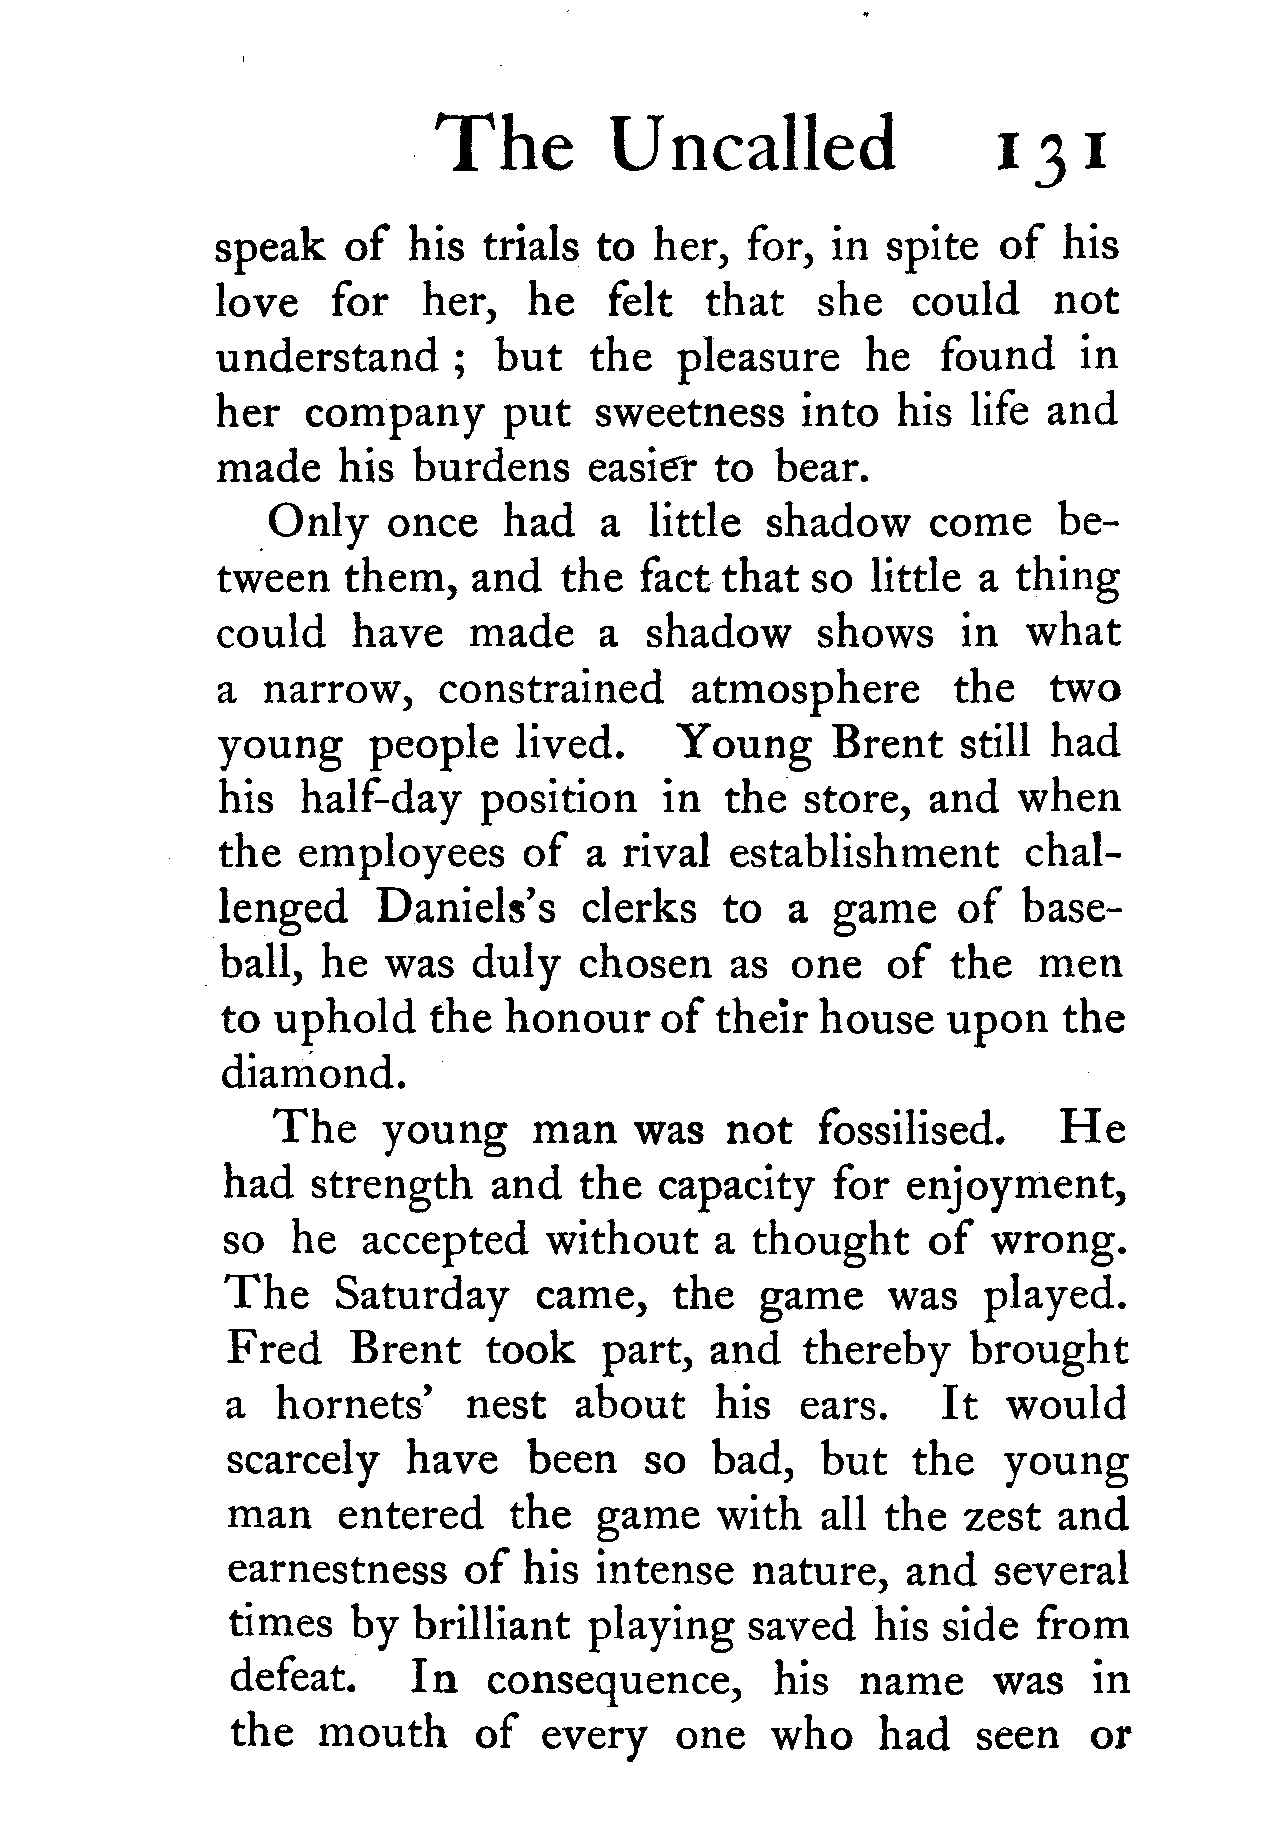 The Uncalled 131
speak of his trials to her, for, in spite of his
love for her, he felt that she could not
understand ; but the pleasure he found in
her company put sweetness into his life and
made his burdens easier to bear.
Only once had a little shadow come be-
tween them, and the fact that so little a thing
could have made a shadow shows in what
a narrow, constrained atmosphere the two
young people lived. Young Brent still had
his half-day position in the store, and when
the employees of a rival establishment chal-
lenged Daniels's clerks to a game of base-
ball, he was duly chosen as one of the men
to uphold the honour of their house upon the
diamond.
The young man was not fossilised. He
had strength and the capacity for enjoyment,
so he accepted without a thought of wrong.
The Saturday came, the game was played.
Fred Brent took part, and thereby brought
a hornets' nest about his ears. It would
scarcely have been so bad, but the young
man entered the game with all the zest and
earnestness of his intense nature, and several
times by brilliant playing saved his side from
defeat. In consequence, his name was in
the mouth of every one who had seen or